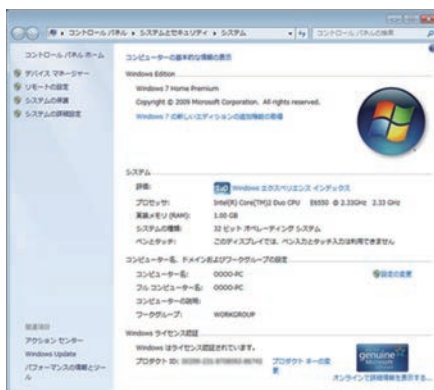 コントロール パネル ▸ システムとセキュリティ ▸ システム
コントロール パネルの検索
コントロール パネル ホーム
デバイス マネージャー
リモートの設定
システムの保護
システムの詳細設定
コンピューターの基本的な情報の表示
Windows Edition
Windows 7 Home Premium
Copyright © 2009 Microsoft Corporation. All rights reserved.
Windows 7 の新しいエディションの追加機能の取得
システム
評価: 5.0 Windows エクスペリエンス インデックス
プロセッサ: Intel(R) Core(TM)2 Duo CPU E6550 @ 2.33GHz 2.33 GHz
実装メモリ (RAM): 1.00 GB
システムの種類: 32 ビット オペレーティング システム
ペンとタッチ: このディスプレイでは、ペン入力とタッチ入力は利用できません
コンピューター名、ドメインおよびワークグループの設定
コンピューター名: OOOO-PC
設定の変更
フル コンピューター名: OOOO-PC
コンピューターの説明:
ワークグループ: WORKGROUP
Windows ライセンス認証
Windows はライセンス認証されています。
プロダクト ID:
プロダクト キーの変更
genuine
Microsoft
オンラインで詳細情報を表示する...
関連項目
アクション センター
Windows Update
パフォーマンスの情報とツール